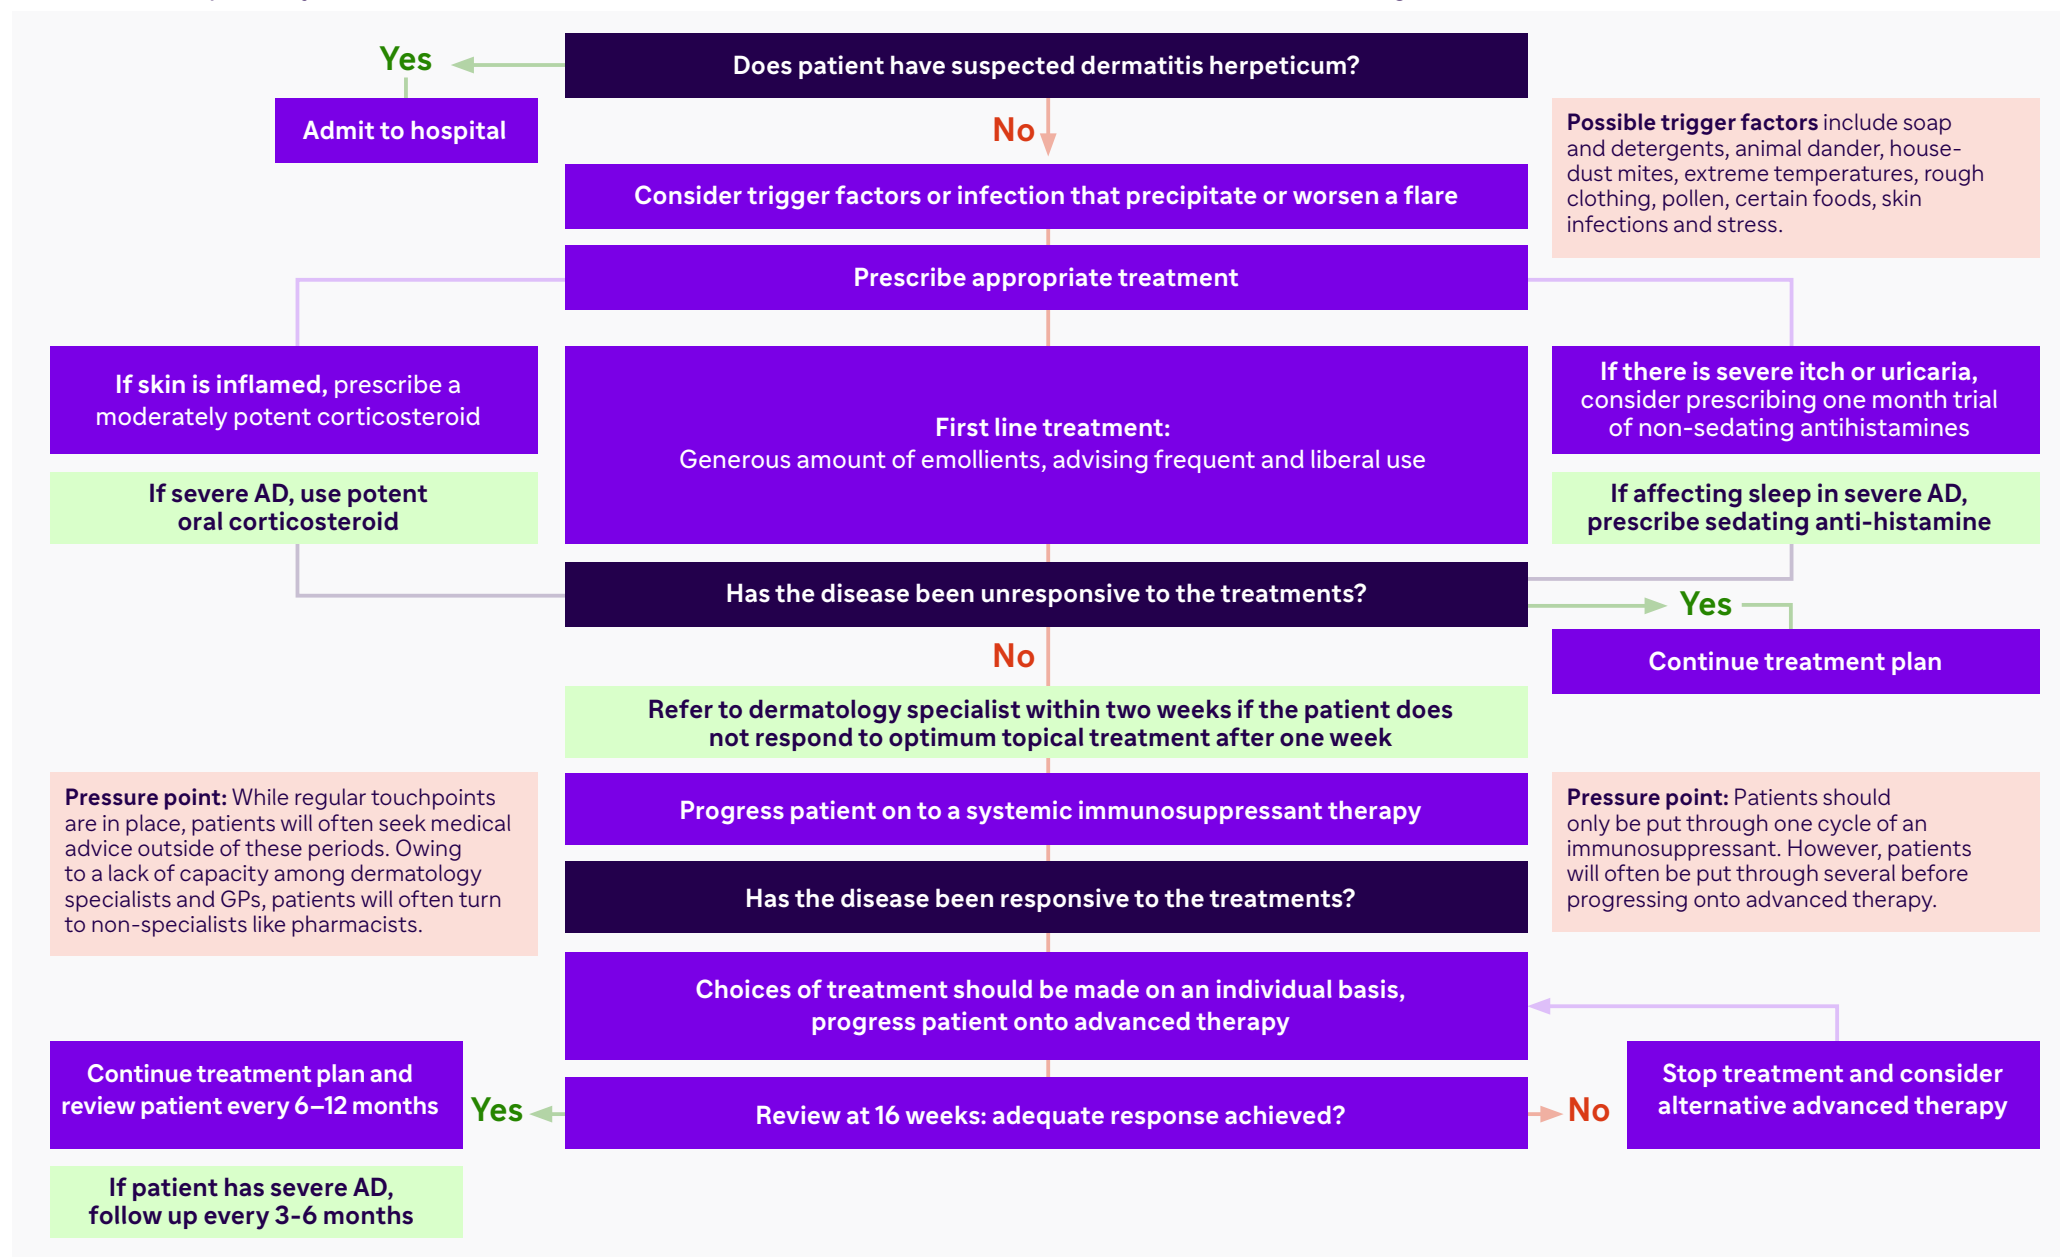 Does patient have suspected dermatitis herpeticum?
Yes
Admit to hospital
No
Possible trigger factors include soap
and detergents, animal dander, house-
dust mites, extreme temperatures, rough
clothing, pollen, certain foods, skin
infections and stress.
Consider trigger factors or infection that precipitate or worsen a flare
Prescribe appropriate treatment
If skin is inflamed, prescribe a
moderately potent corticosteroid
If severe AD, use potent
oral corticosteroid
First line treatment:
Generous amount of emollients, advising frequent and liberal use
If there is severe itch or uricaria,
consider prescribing one month trial
of non-sedating antihistamines
If affecting sleep in severe AD,
prescribe sedating anti-histamine
Has the disease been unresponsive to the treatments?
Yes
Continue treatment plan
No
Refer to dermatology specialist within two weeks if the patient does
not respond to optimum topical treatment after one week
Pressure point: While regular touchpoints
are in place, patients will often seek medical
advice outside of these periods. Owing
to a lack of capacity among dermatology
specialists and GPs, patients will often turn
to non-specialists like pharmacists.
Progress patient on to a systemic immunosuppressant therapy
Pressure point: Patients should
only be put through one cycle of an
immunosuppressant. However, patients
will often be put through several before
progressing onto advanced therapy.
Has the disease been responsive to the treatments?
Choices of treatment should be made on an individual basis,
progress patient onto advanced therapy
Continue treatment plan and
review patient every 6–12 months
Yes
Review at 16 weeks: adequate response achieved?
No
Stop treatment and consider
alternative advanced therapy
If patient has severe AD,
follow up every 3-6 months